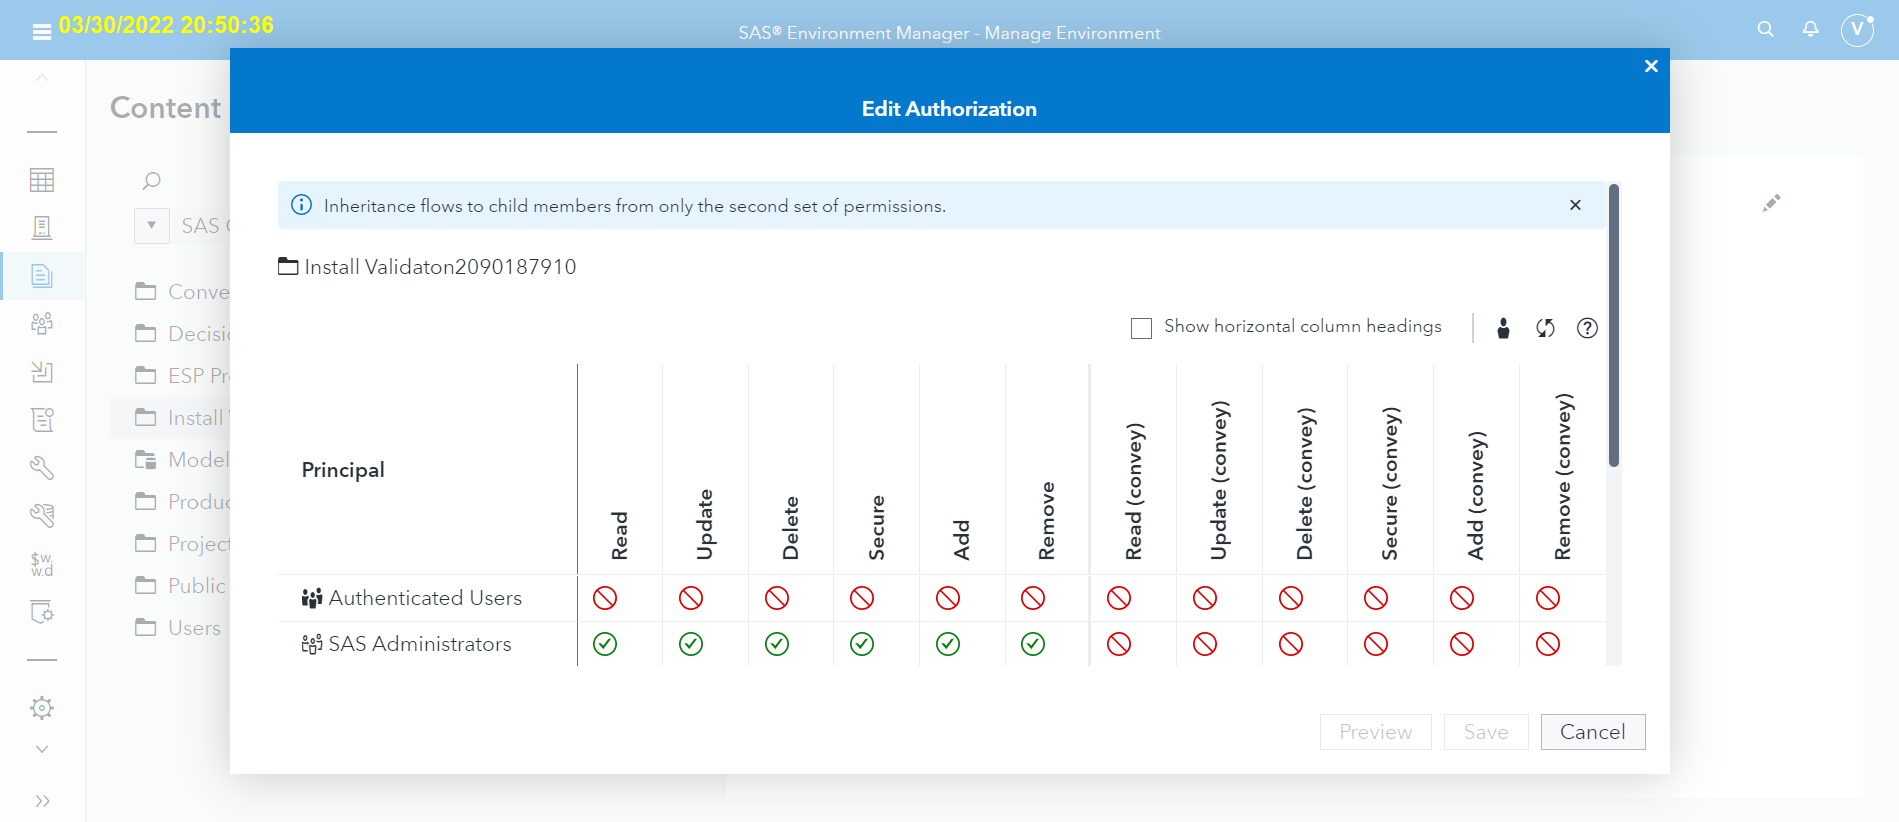 03/30/2022 20:50:36
SAS® Environment Manager - Manage Environment
V
Edit Authorization
Content
Inheritance flows to child members from only the second set of permissions.
SAS
Install Validaton2090187910
Show horizontal column headings
Conve
Decisi
ESP Pr
Install
Model
Produc
Project
Public
Users
$w.
w.d
Principal
Read
Update
Delete
Secure
Add
Remove
Read (convey)
Update (convey)
Delete (convey)
Secure (convey)
Add (convey)
Remove (convey)
Authenticated Users
SAS Administrators
Preview
Save
Cancel